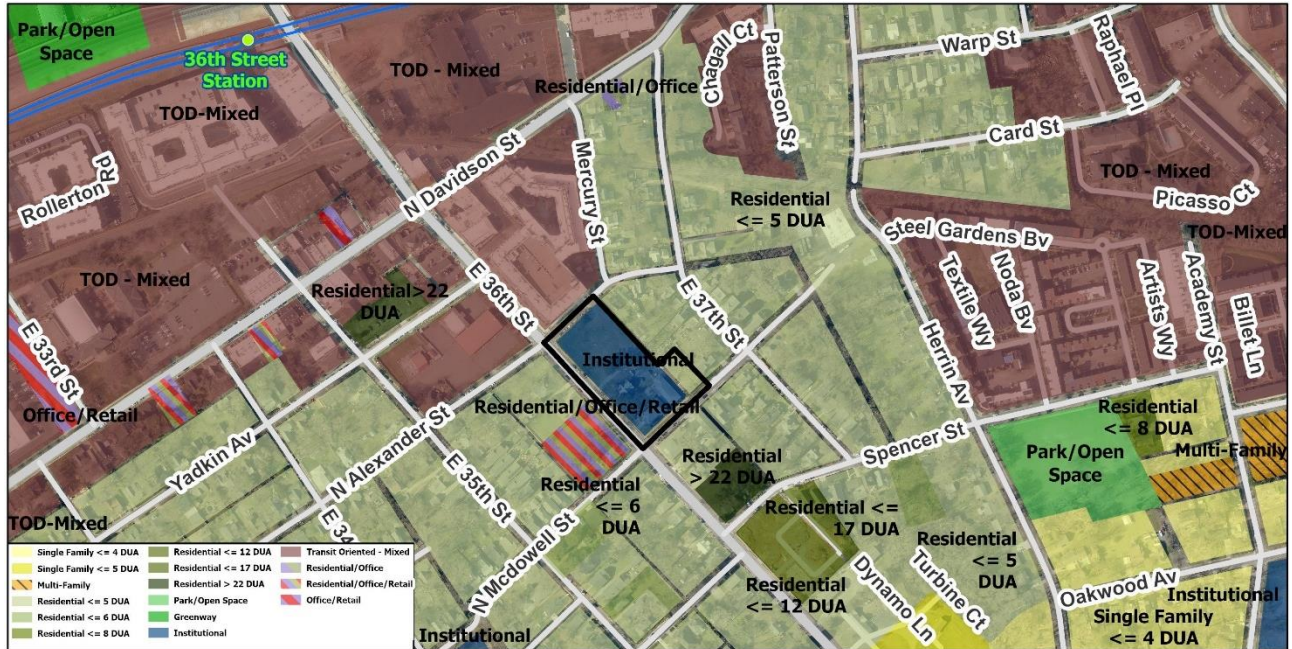 Park/Open
Space
36th Street
Station
TOD - Mixed
TOD-Mixed
Residential/Office
Chagall Ct
Patterson St
Warp St
Raphael Pl
Card St
TOD - Mixed
Picasso Ct
TOD-Mixed
Rollerton Rd
N Davidson St
Mercury St
Residential
<= 5 DUA
Steel Gardens Bv
Textile Wy
Noda Bv
Artists Wy
Academy St
Billet Ln
TOD - Mixed
Residential>22
DUA
E 36th St
E 37th St
Herrin Av
E 33rd St
Institutional
Office/Retail
Residential/Office/Retail
Yadkin Av
N Alexander St
E 35th St
Residential
<= 6
DUA
Residential
> 22 DUA
Spencer St
Park/Open
Space
Residential
<= 8 DUA
Multi-Family
TOD-Mixed
E 34
N Mcdowell St
Residential <=
17 DUA
Residential
<= 5
DUA
Residential
<= 12 DUA
Dynamo Ln
Turbine Ct
Oakwood Av
Institutional
Single Family
<= 4 DUA
Institutional
Single Family <= 4 DUA
Single Family <= 5 DUA
Multi-Family
Residential <= 5 DUA
Residential <= 6 DUA
Residential <= 8 DUA
Residential <= 12 DUA
Residential <= 17 DUA
Residential > 22 DUA
Park/Open Space
Greenway
Institutional
Transit Oriented - Mixed
Residential/Office
Residential/Office/Retail
Office/Retail